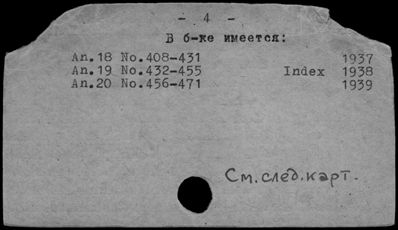 - 4 -
В б-ке имеется:
An.18 No.408-431 1937
An.19 No.432-455 Index 1938
An.20 No.456-471 1939
См. след. карт.